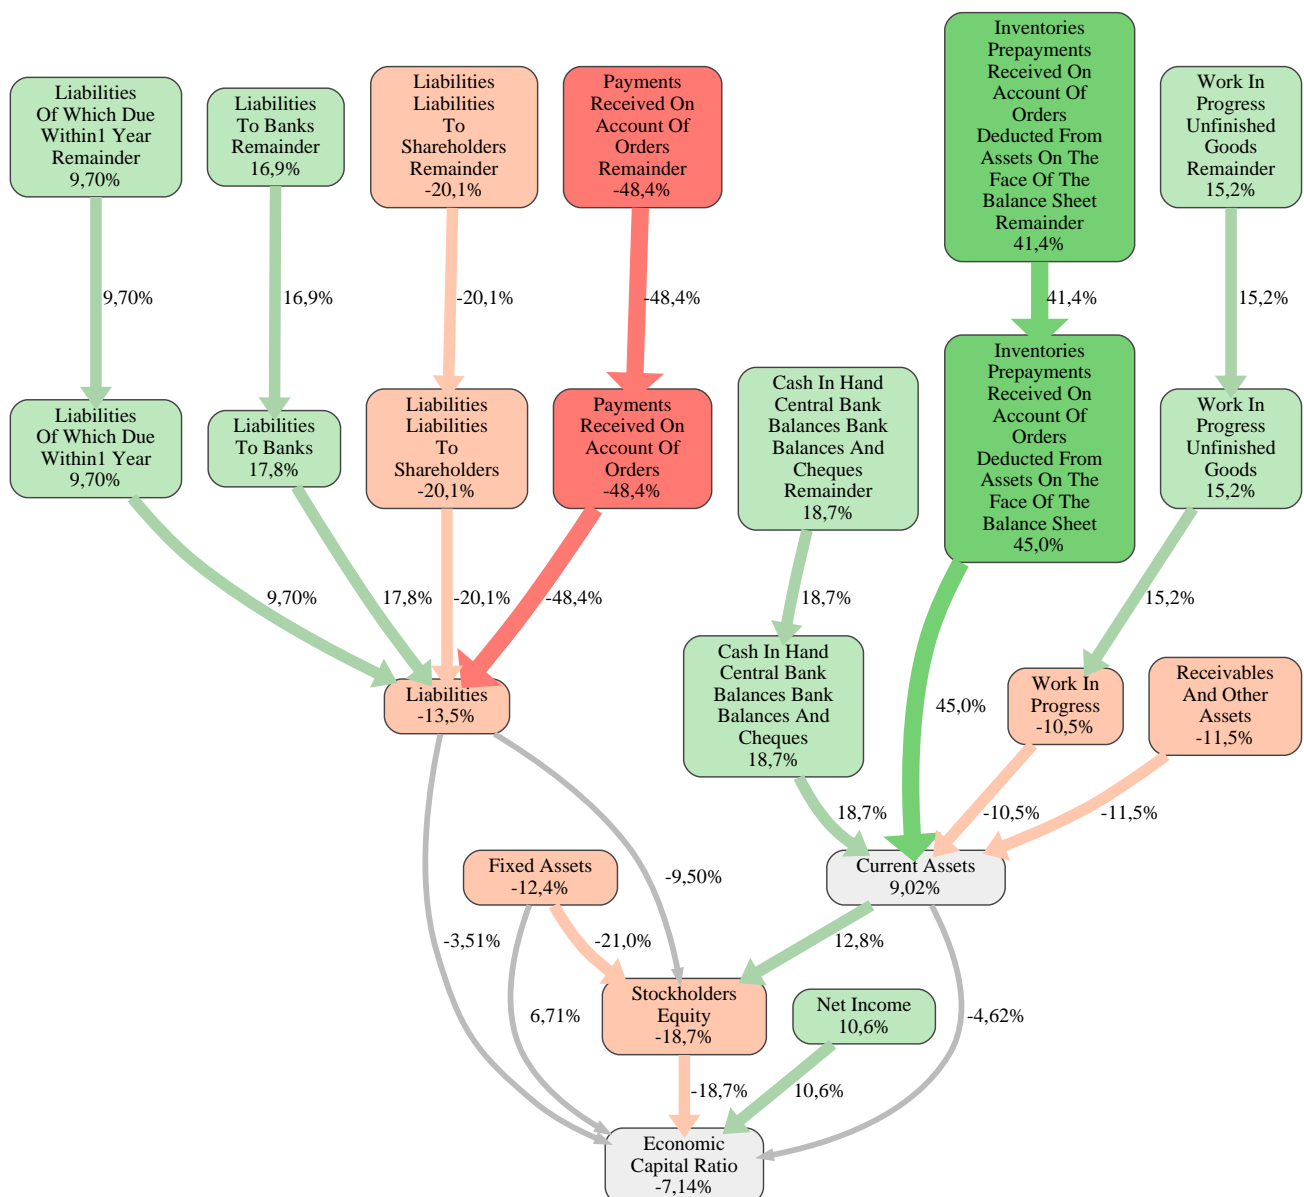 Liabilities
Of Which Due
Within1 Year
Remainder
9,70%
Liabilities
To Banks
Remainder
16,9%
Liabilities
Liabilities
To
Shareholders
Remainder
-20,1%
Payments
Received On
Account Of
Orders
Remainder
-48,4%
Inventories
Prepayments
Received On
Account Of
Orders
Deducted From
Assets On The
Face Of The
Balance Sheet
Remainder
41,4%
Work In
Progress
Unfinished
Goods
Remainder
15,2%
9,70%
16,9%
-20,1%
-48,4%
41,4%
15,2%
Liabilities
Of Which Due
Within1 Year
9,70%
Liabilities
To Banks
17,8%
Liabilities
Liabilities
To
Shareholders
-20,1%
Payments
Received On
Account Of
Orders
-48,4%
Cash In Hand
Central Bank
Balances Bank
Balances And
Cheques
Remainder
18,7%
Inventories
Prepayments
Received On
Account Of
Orders
Deducted From
Assets On The
Face Of The
Balance Sheet
45,0%
Work In
Progress
Unfinished
Goods
15,2%
9,70%
17,8%
-20,1%
-48,4%
18,7%
15,2%
Liabilities
-13,5%
Cash In Hand
Central Bank
Balances Bank
Balances And
Cheques
18,7%
45,0%
Work In
Progress
-10,5%
Receivables
And Other
Assets
-11,5%
18,7%
-10,5%
-11,5%
Fixed Assets
-12,4%
-9,50%
Current Assets
9,02%
-3,51%
-21,0%
12,8%
6,71%
Stockholders
Equity
-18,7%
Net Income
10,6%
-4,62%
-18,7%
10,6%
Economic
Capital Ratio
-7,14%